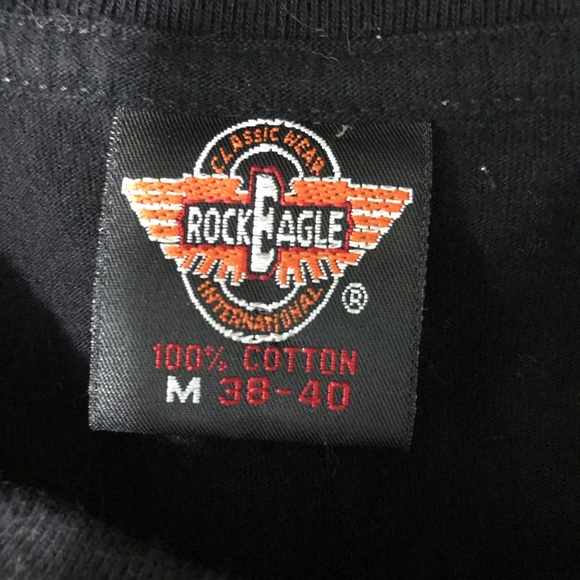 CLASSIC WEAR
ROCK EAGLE
INTERNATIONAL
®
100% COTTON
M 38-40